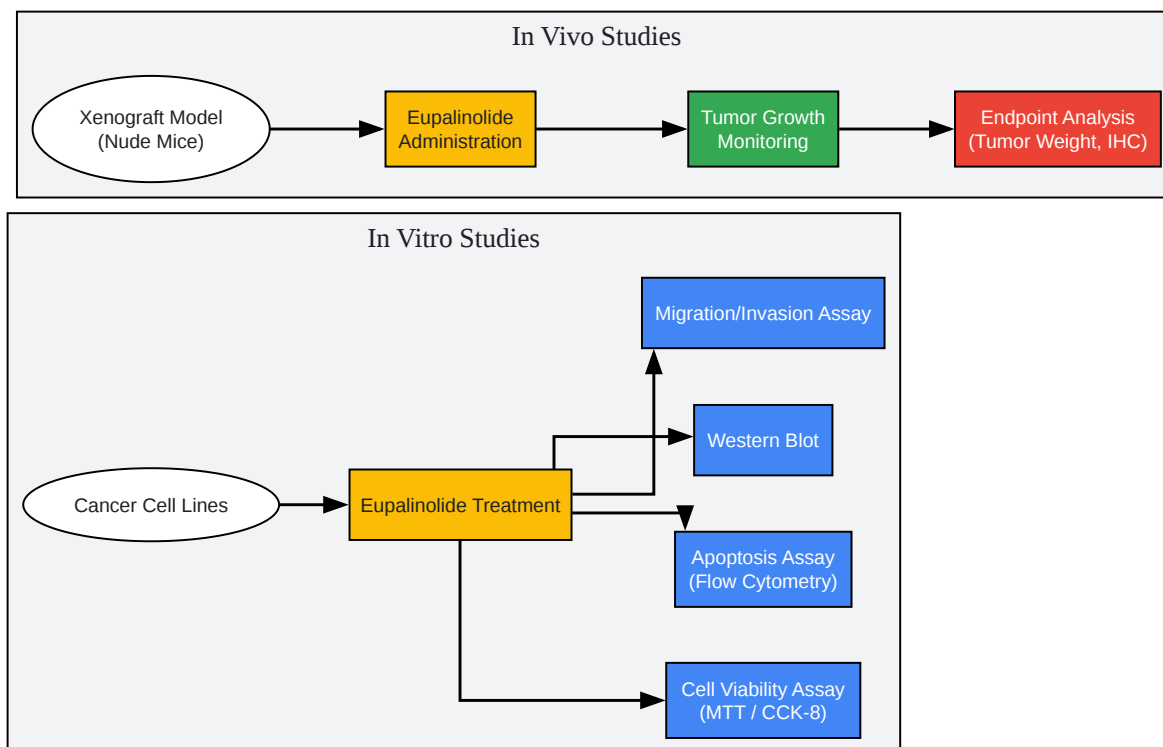 In Vivo Studies
Xenograft Model
(Nude Mice)
Eupalinolide
Administration
Tumor Growth
Monitoring
Endpoint Analysis
(Tumor Weight, IHC)
In Vitro Studies
Migration/Invasion Assay
Western Blot
Cancer Cell Lines
Eupalinolide Treatment
Apoptosis Assay
(Flow Cytometry)
Cell Viability Assay
(MTT / CCK-8)